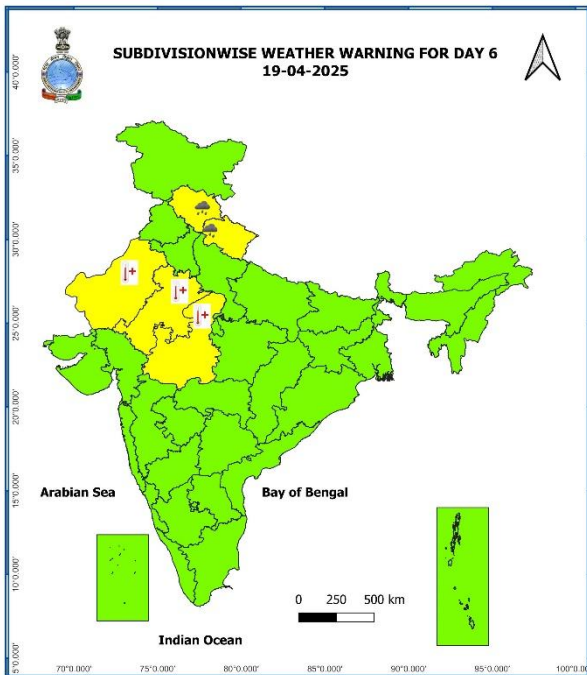 SUBDIVISIONWISE WEATHER WARNING FOR DAY 6
19-04-2025
40°0.000'
35°0.000'
30°0.000'
25°0.000'
20°0.000'
15°0.000'
10°0.000'
5°0.000'
Arabian Sea
Bay of Bengal
0 250 500 km
Indian Ocean
70°0.000' 75°0.000' 80°0.000' 85°0.000' 90°0.000' 95°0.000' 100°0.0